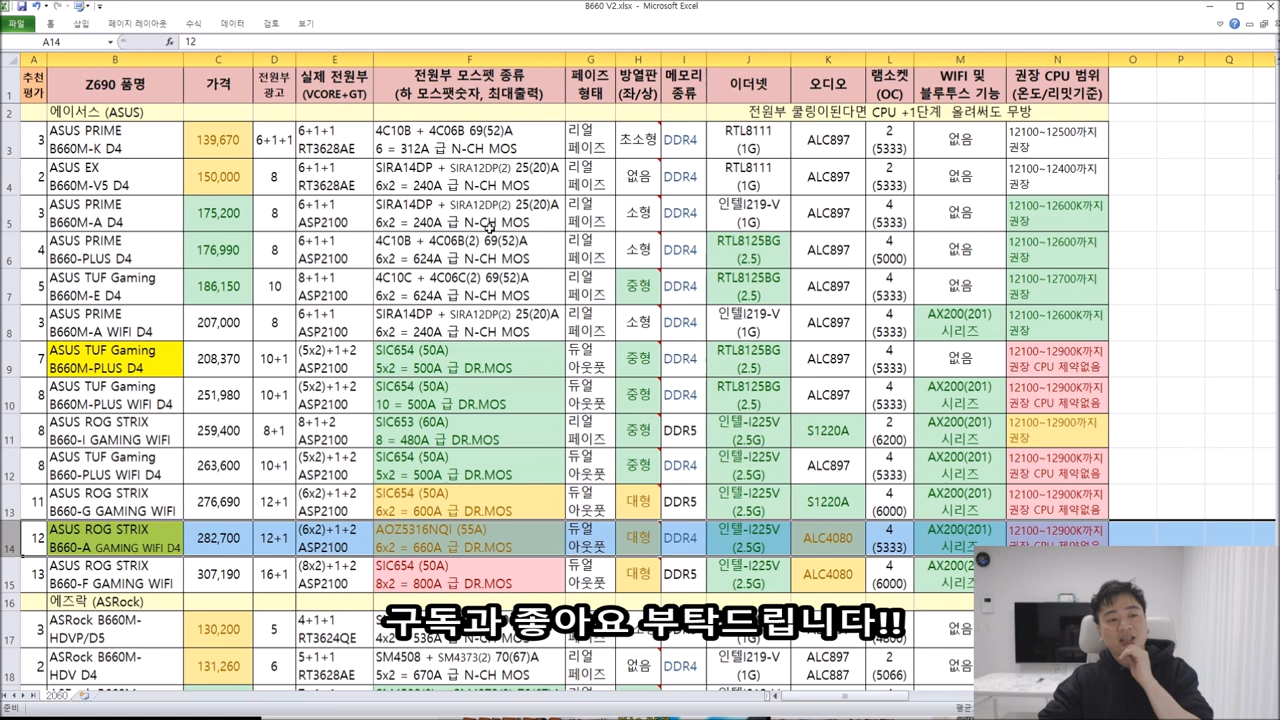 B660 V2.xlsx - Microsoft Excel
파일 홈 삽입 페이지 레이아웃 수식 데이터 검토 보기
A14 fx 12
A B C D E F G H I J K L M N O P Q
1 추천 평가 Z690 품명 가격 전원부 광고 실제 전원부 (VCORE+GT) 전원부 모스펫 종류 (하 모스팻숫자, 최대출력) 페이즈 형태 방열판 (좌/상) 메모리 종류 이더넷 오디오 램소켓 (OC) WIFI 및 블루투스 기능 권장 CPU 범위 (온도/리밋기준)
2 에이서스 (ASUS) 전원부 쿨링이된다면 CPU +1단계 올려써도 무방
3 3 ASUS PRIME B660M-K D4 139,670 6+1+1 6+1+1 RT3628AE 4C10B + 4C06B 69(52)A 6 = 312A 급 N-CH MOS 리얼 페이즈 초소형 DDR4 RTL8111 (1G) ALC897 2 (5333) 없음 12100~12500까지 권장
4 2 ASUS EX B660M-V5 D4 150,000 8 6+1+1 RT3628AE SIRA14DP + SIRA12DP(2) 25(20)A 6x2 = 240A 급 N-CH MOS 리얼 페이즈 없음 DDR4 RTL8111 (1G) ALC897 2 (5333) 없음 12100~12400까지 권장
5 3 ASUS PRIME B660M-A D4 175,200 8 6+1+1 ASP2100 SIRA14DP + SIRA12DP(2) 25(20)A 6x2 = 240A 급 N-CH MOS 리얼 페이즈 소형 DDR4 인텔I219-V (1G) ALC897 4 (5333) 없음 12100~12600K까지 권장
6 4 ASUS PRIME B660-PLUS D4 176,990 8 6+1+1 ASP2100 4C10B + 4C06B(2) 69(52)A 6x2 = 624A 급 N-CH MOS 리얼 페이즈 소형 DDR4 RTL8125BG (2.5) ALC897 4 (5000) 없음 12100~12600까지 권장
7 5 ASUS TUF Gaming B660M-E D4 186,150 10 8+1+1 ASP2100 4C10C + 4C06C(2) 69(52)A 6x2 = 624A 급 N-CH MOS 리얼 페이즈 중형 DDR4 RTL8125BG (2.5) ALC897 4 (5333) 없음 12100~12700까지 권장
8 3 ASUS PRIME B660M-A WIFI D4 207,000 8 6+1+1 ASP2100 SIRA14DP + SIRA12DP(2) 25(20)A 6x2 = 240A 급 N-CH MOS 리얼 페이즈 소형 DDR4 인텔I219-V (1G) ALC897 4 (5333) AX200(201) 시리즈 12100~12600K까지 권장
9 7 ASUS TUF Gaming B660M-PLUS D4 208,370 10+1 (5x2)+1+2 ASP2100 SIC654 (50A) 5x2 = 500A 급 DR.MOS 듀얼 아웃풋 중형 DDR4 RTL8125BG (2.5) ALC897 4 (5333) 없음 12100~12900K까지 권장 CPU 제약없음
10 8 ASUS TUF Gaming B660M-PLUS WIFI D4 251,980 10+1 (5x2)+1+2 ASP2100 SIC654 (50A) 10 = 500A 급 DR.MOS 듀얼 아웃풋 중형 DDR4 RTL8125BG (2.5) ALC897 4 (5333) AX200(201) 시리즈 12100~12900K까지 권장 CPU 제약없음
11 8 ASUS ROG STRIX B660-I GAMING WIFI 259,400 8+1 8+1+2 ASP2100 SIC653 (60A) 8 = 480A 급 DR.MOS 리얼 페이즈 중형 DDR5 인텔-I225V (2.5G) S1220A 2 (6200) AX200(201) 시리즈 12100~12900까지 권장
12 8 ASUS TUF Gaming B660-PLUS WIFI D4 263,600 10+1 (5x2)+1+2 ASP2100 SIC654 (50A) 5x2 = 500A 급 DR.MOS 듀얼 아웃풋 중형 DDR4 인텔-I225V (2.5G) ALC897 4 (5333) AX200(201) 시리즈 12100~12900K까지 권장 CPU 제약없음
13 11 ASUS ROG STRIX B660-G GAMING WIFI 276,690 12+1 (6x2)+1+2 ASP2100 SIC654 (50A) 6x2 = 600A 급 DR.MOS 듀얼 아웃풋 대형 DDR5 인텔-I225V (2.5G) S1220A 4 (6000) AX200(201) 시리즈 12100~12900K까지 권장 CPU 제약없음
14 12 ASUS ROG STRIX B660-A GAMING WIFI D4 282,700 12+1 (6x2)+1+2 ASP2100 AOZ5316NQI (55A) 6x2 = 660A 급 DR.MOS 듀얼 아웃풋 대형 DDR4 인텔-I225V (2.5G) ALC4080 4 (5333) AX200(201) 시리즈 12100~12900K까지
15 13 ASUS ROG STRIX B660-F GAMING WIFI 307,190 16+1 (8x2)+1+2 ASP2100 SIC654 (50A) 8x2 = 800A 급 DR.MOS 듀얼 아웃풋 대형 DDR5 인텔-I225V (2.5G) ALC4080 4 (6000)
16 에즈락 (ASRock)
17 3 ASRock B660M-HDVP/D5 130,200 5 4+1+1 RT3624QE
구독과 좋아요 부탁드립니다!!
18 2 ASRock B660M-HDV D4 131,260 6 5+1+1 RT3628AE SM4508 + SM4373(2) 70(67)A 5x2 = 670A 급 N-CH MOS 리얼 페이즈 없음 DDR4 인텔I219-V (1G) ALC897 2 (5066)
2060
준비 평균